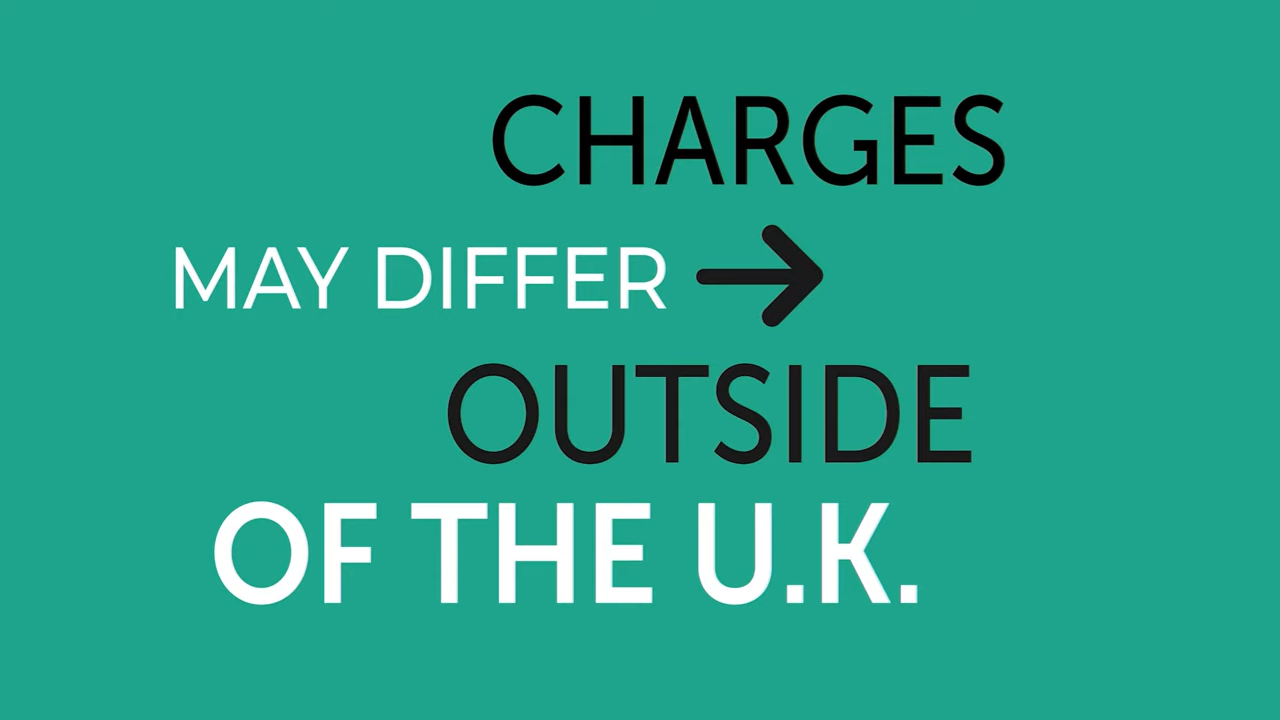 CHARGES
MAY DIFFER →
OUTSIDE
OF THE U.K.